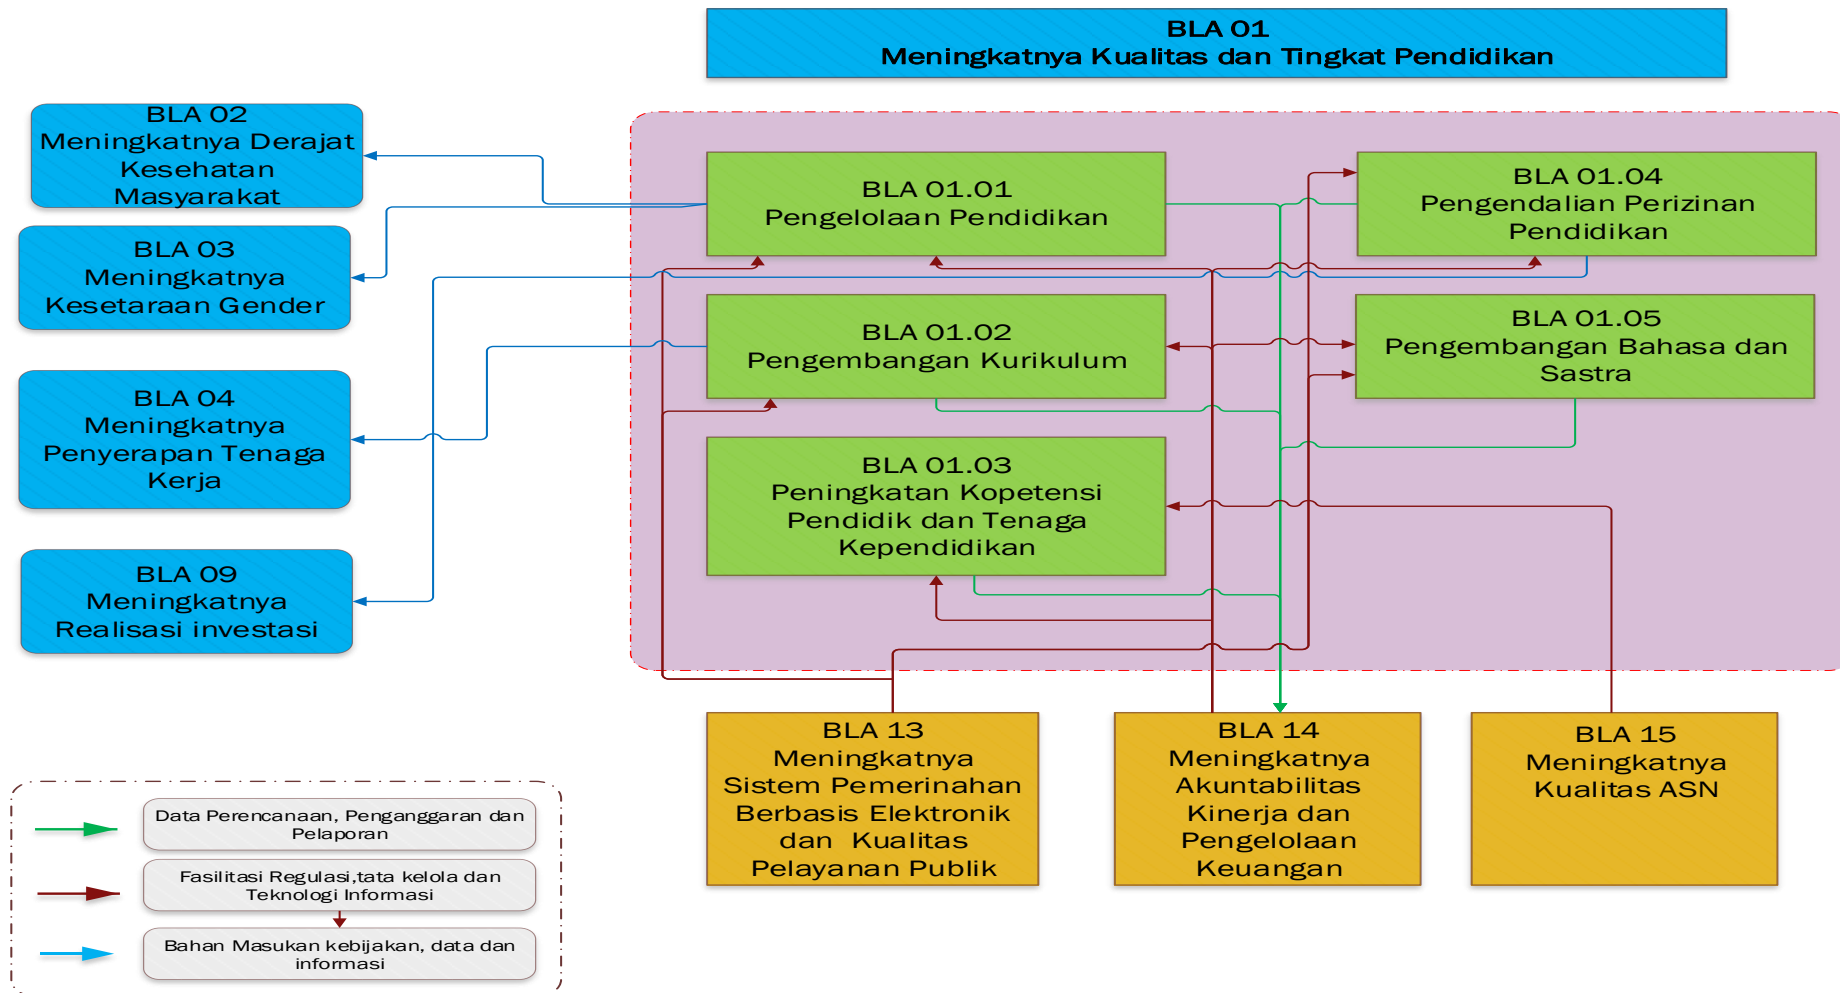 BLA 01
Meningkatnya Kualitas dan Tingkat Pendidikan
BLA 02
Meningkatnya Derajat
Kesehatan
Masyarakat
BLA 03
Meningkatnya
Kesetaraan Gender
BLA 04
Meningkatnya
Penyerapan Tenaga
Kerja
BLA 09
Meningkatnya
Realisasi investasi
BLA 01.01
Pengelolaan Pendidikan
BLA 01.02
Pengembangan Kurikulum
BLA 01.03
Peningkatan Kopetensi
Pendidik dan Tenaga
Kependidikan
BLA 01.04
Pengendalian Perizinan
Pendidikan
BLA 01.05
Pengembangan Bahasa dan
Sastra
BLA 13
Meningkatnya
Sistem Pemerinahan
Berbasis Elektronik
dan Kualitas
Pelayanan Publik
BLA 14
Meningkatnya
Akuntabilitas
Kinerja dan
Pengelolaan
Keuangan
BLA 15
Meningkatnya
Kualitas ASN
Data Perencanaan, Penganggaran dan
Pelaporan
Fasilitasi Regulasi,tata kelola dan
Teknologi Informasi
Bahan Masukan kebijakan, data dan
informasi